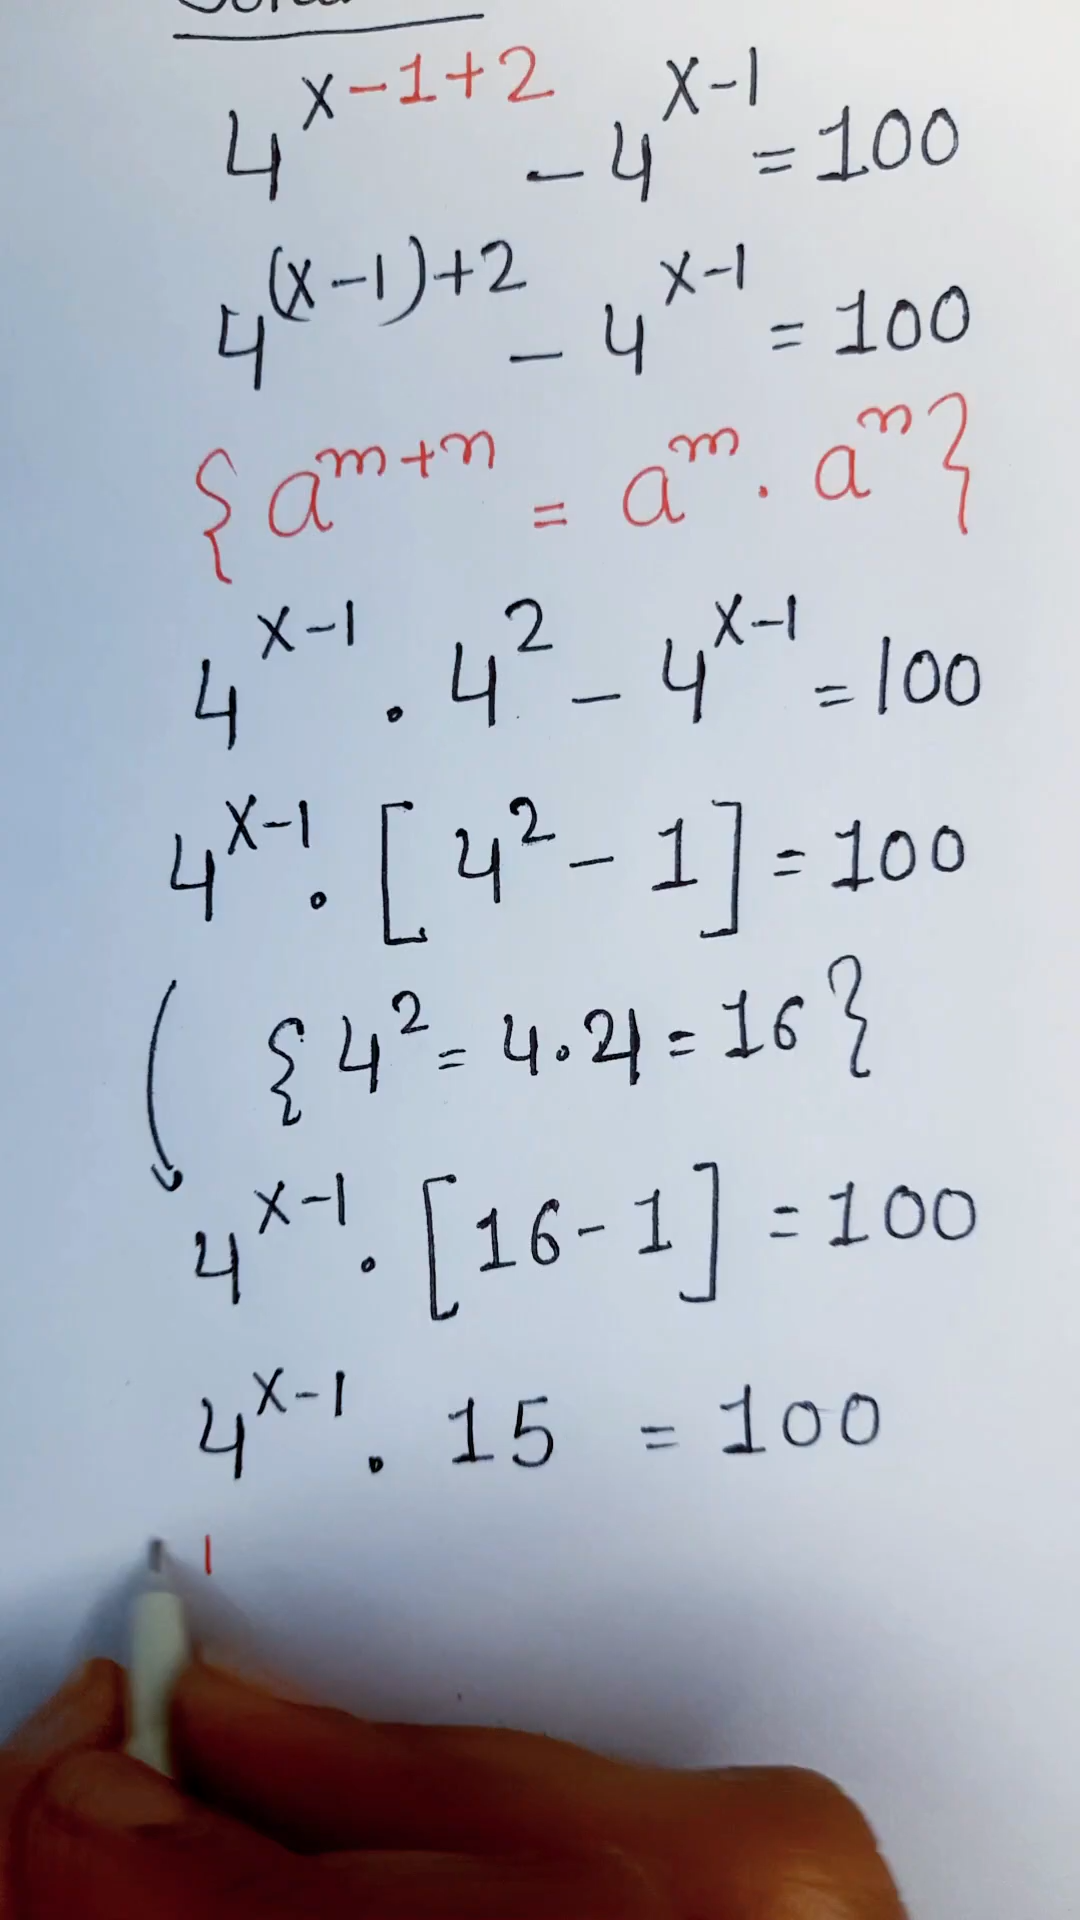 4^{x-1+2} - 4^{x-1} = 100
4^{(x-1)+2} - 4^{x-1} = 100
{a^{m+n} = a^m . a^n}
4^{x-1} . 4^2 - 4^{x-1} = 100
4^{x-1} . [4^2 - 1] = 100
{4^2 = 4.4 = 16}
4^{x-1} . [16-1] = 100
4^{x-1} . 15 = 100